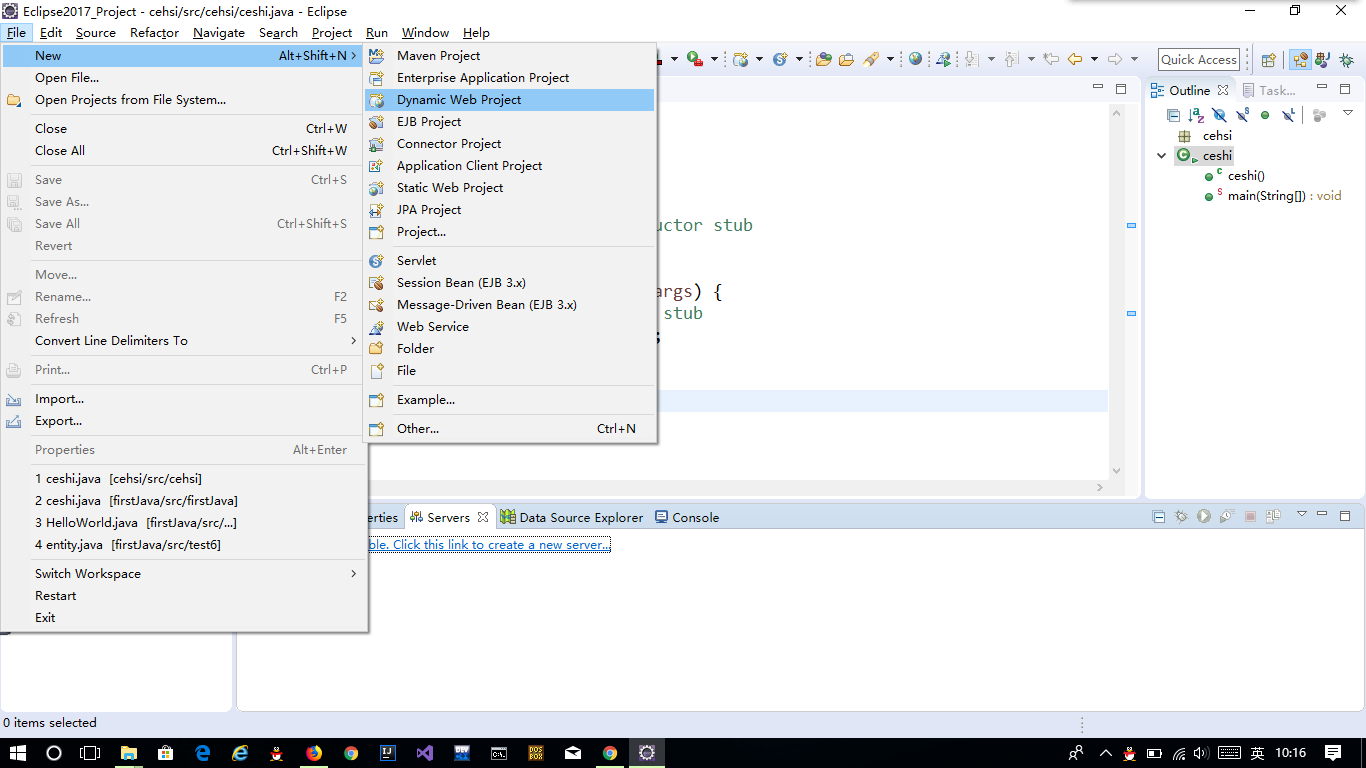 Eclipse2017_Project - cehsi/src/cehsi/ceshi.java - Eclipse
File Edit Source Refactor Navigate Search Project Run Window Help
Quick Access
New Alt+Shift+N
Open File...
Open Projects from File System...
Close Ctrl+W
Close All Ctrl+Shift+W
Save Ctrl+S
Save As...
Save All Ctrl+Shift+S
Revert
Move...
Rename... F2
Refresh F5
Convert Line Delimiters To
Print... Ctrl+P
Import...
Export...
Properties Alt+Enter
1 ceshi.java [cehsi/src/cehsi]
2 ceshi.java [firstJava/src/firstJava]
3 HelloWorld.java [firstJava/src/...]
4 entity.java [firstJava/src/test6]
Switch Workspace
Restart
Exit
Maven Project
Enterprise Application Project
Dynamic Web Project
EJB Project
Connector Project
Application Client Project
Static Web Project
JPA Project
Project...
Servlet
Session Bean (EJB 3.x)
Message-Driven Bean (EJB 3.x)
Web Service
Folder
File
Example...
Other... Ctrl+N
uctor stub
args) {
stub
;
Outline Task...
cehsi
ceshi
ceshi()
main(String[]) : void
erties Servers Data Source Explorer Console
ble. Click this link to create a new server...
0 items selected
英 10:16